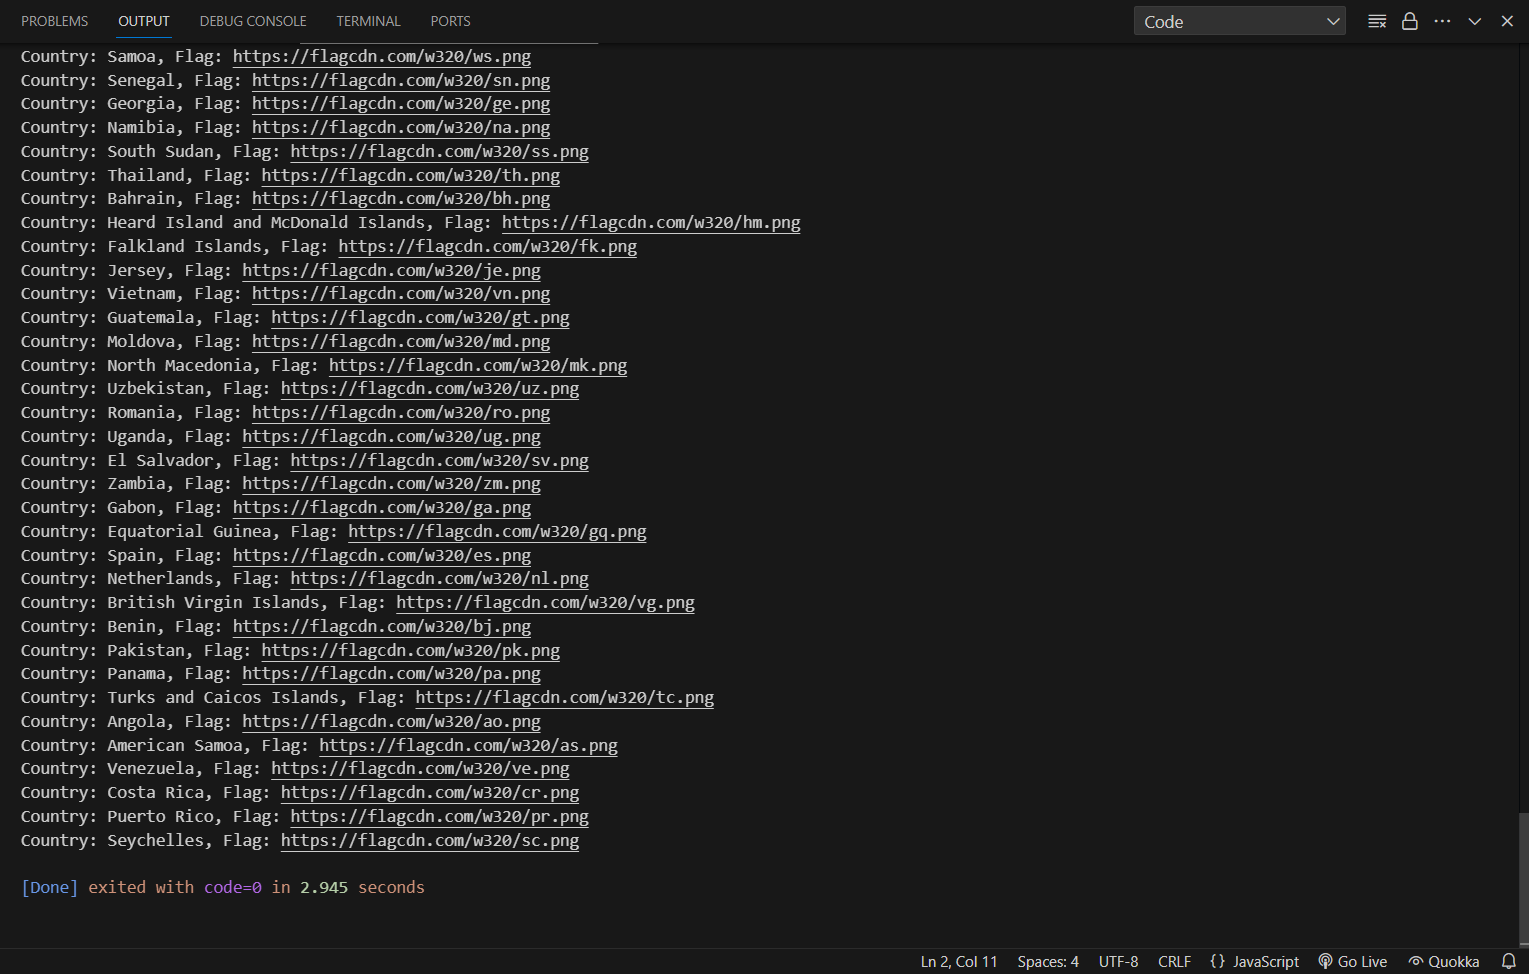 PROBLEMS OUTPUT DEBUG CONSOLE TERMINAL PORTS Code
Country: Samoa, Flag: https://flagcdn.com/w320/ws.png
Country: Senegal, Flag: https://flagcdn.com/w320/sn.png
Country: Georgia, Flag: https://flagcdn.com/w320/ge.png
Country: Namibia, Flag: https://flagcdn.com/w320/na.png
Country: South Sudan, Flag: https://flagcdn.com/w320/ss.png
Country: Thailand, Flag: https://flagcdn.com/w320/th.png
Country: Bahrain, Flag: https://flagcdn.com/w320/bh.png
Country: Heard Island and McDonald Islands, Flag: https://flagcdn.com/w320/hm.png
Country: Falkland Islands, Flag: https://flagcdn.com/w320/fk.png
Country: Jersey, Flag: https://flagcdn.com/w320/je.png
Country: Vietnam, Flag: https://flagcdn.com/w320/vn.png
Country: Guatemala, Flag: https://flagcdn.com/w320/gt.png
Country: Moldova, Flag: https://flagcdn.com/w320/md.png
Country: North Macedonia, Flag: https://flagcdn.com/w320/mk.png
Country: Uzbekistan, Flag: https://flagcdn.com/w320/uz.png
Country: Romania, Flag: https://flagcdn.com/w320/ro.png
Country: Uganda, Flag: https://flagcdn.com/w320/ug.png
Country: El Salvador, Flag: https://flagcdn.com/w320/sv.png
Country: Zambia, Flag: https://flagcdn.com/w320/zm.png
Country: Gabon, Flag: https://flagcdn.com/w320/ga.png
Country: Equatorial Guinea, Flag: https://flagcdn.com/w320/gq.png
Country: Spain, Flag: https://flagcdn.com/w320/es.png
Country: Netherlands, Flag: https://flagcdn.com/w320/nl.png
Country: British Virgin Islands, Flag: https://flagcdn.com/w320/vg.png
Country: Benin, Flag: https://flagcdn.com/w320/bj.png
Country: Pakistan, Flag: https://flagcdn.com/w320/pk.png
Country: Panama, Flag: https://flagcdn.com/w320/pa.png
Country: Turks and Caicos Islands, Flag: https://flagcdn.com/w320/tc.png
Country: Angola, Flag: https://flagcdn.com/w320/ao.png
Country: American Samoa, Flag: https://flagcdn.com/w320/as.png
Country: Venezuela, Flag: https://flagcdn.com/w320/ve.png
Country: Costa Rica, Flag: https://flagcdn.com/w320/cr.png
Country: Puerto Rico, Flag: https://flagcdn.com/w320/pr.png
Country: Seychelles, Flag: https://flagcdn.com/w320/sc.png
[Done] exited with code=0 in 2.945 seconds
Ln 2, Col 11 Spaces: 4 UTF-8 CRLF {} JavaScript Go Live Quokka